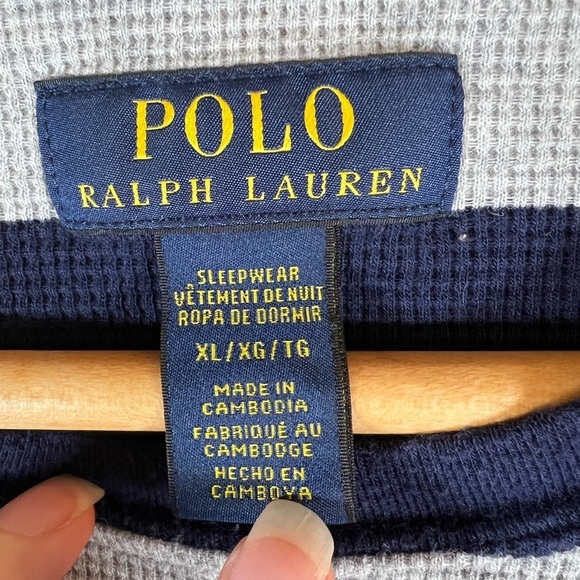 POLO
RALPH LAUREN
SLEEPWEAR
VÊTEMENT DE NUIT
ROPA DE DORMIR
XL/XG/TG
MADE IN
CAMBODIA
FABRIQUÉ AU
CAMBODGE
HECHO EN
CAMBOYA